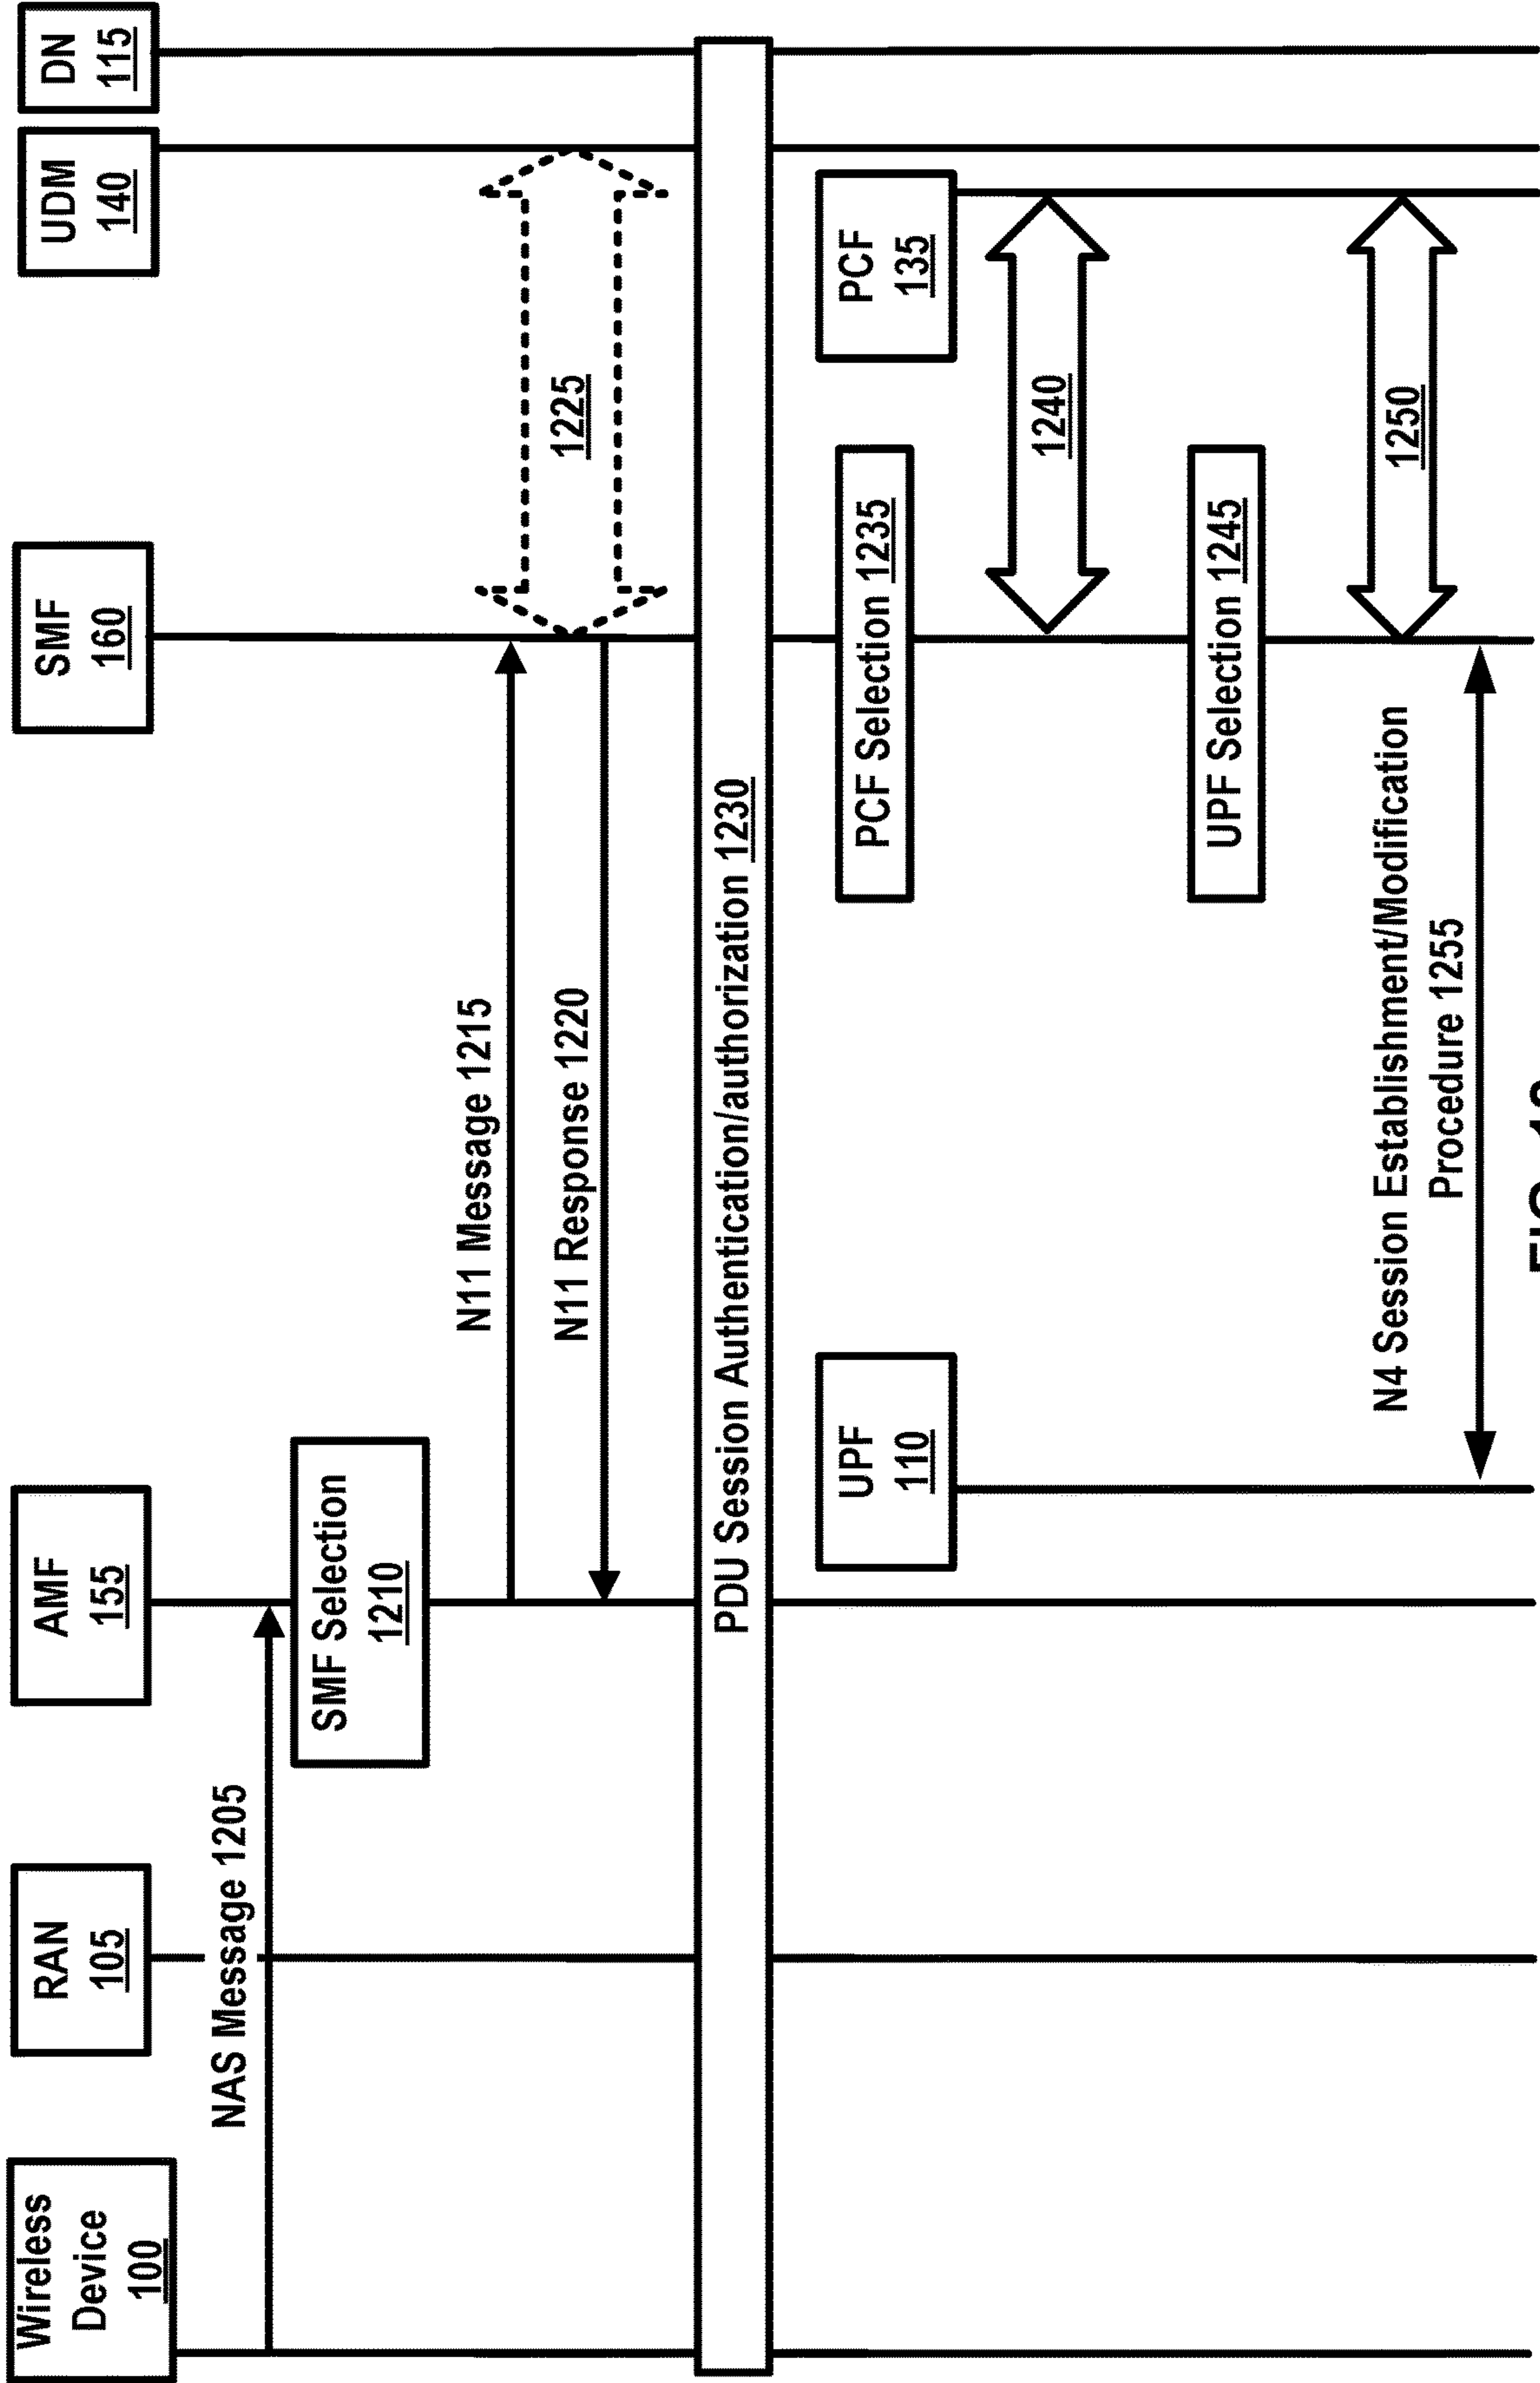 Wireless
Device
100
RAN
105
AMF
155
SMF
160
UDM
140
DN
115
NAS Message 1205
SMF Selection
1210
N11 Message 1215
N11 Response 1220
1225
PDU Session Authentication/authorization 1230
UPF
110
PCF
135
PCF Selection 1235
1240
UPF Selection 1245
1250
N4 Session Establishment/Modification
Procedure 1255